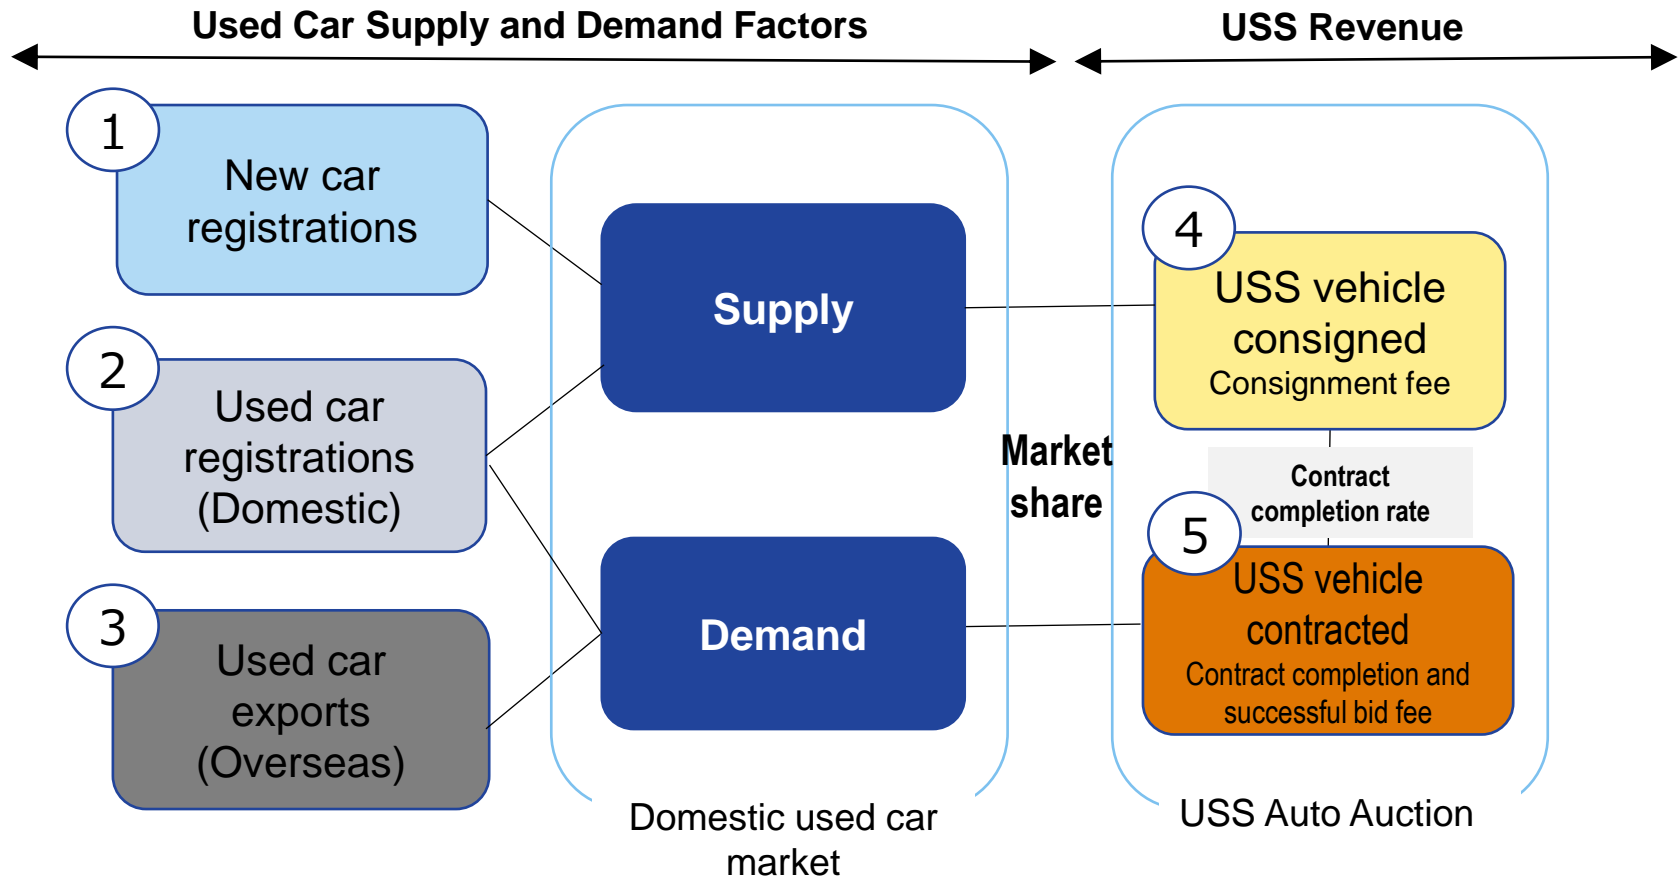 Used Car Supply and Demand Factors
USS Revenue
1
New car
registrations
2
Used car
registrations
(Domestic)
3
Used car
exports
(Overseas)
Supply
Demand
Domestic used car
market
Market
share
4
USS vehicle
consigned
Consignment fee
Contract
completion rate
5
USS vehicle
contracted
Contract completion and
successful bid fee
USS Auto Auction